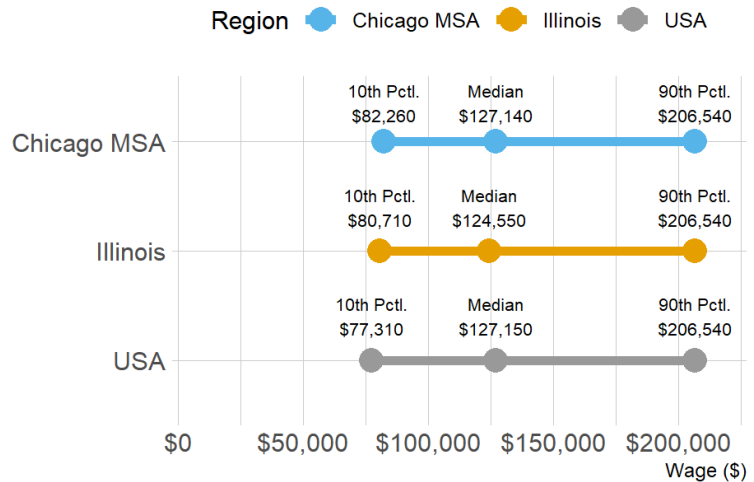 Region Chicago MSA Illinois USA
10th Pctl. Median 90th Pctl.
$82,260 $127,140 $206,540
Chicago MSA
10th Pctl. Median 90th Pctl.
$80,710 $124,550 $206,540
Illinois
10th Pctl. Median 90th Pctl.
$77,310 $127,150 $206,540
USA
$0 $50,000 $100,000 $150,000 $200,000
Wage ($)